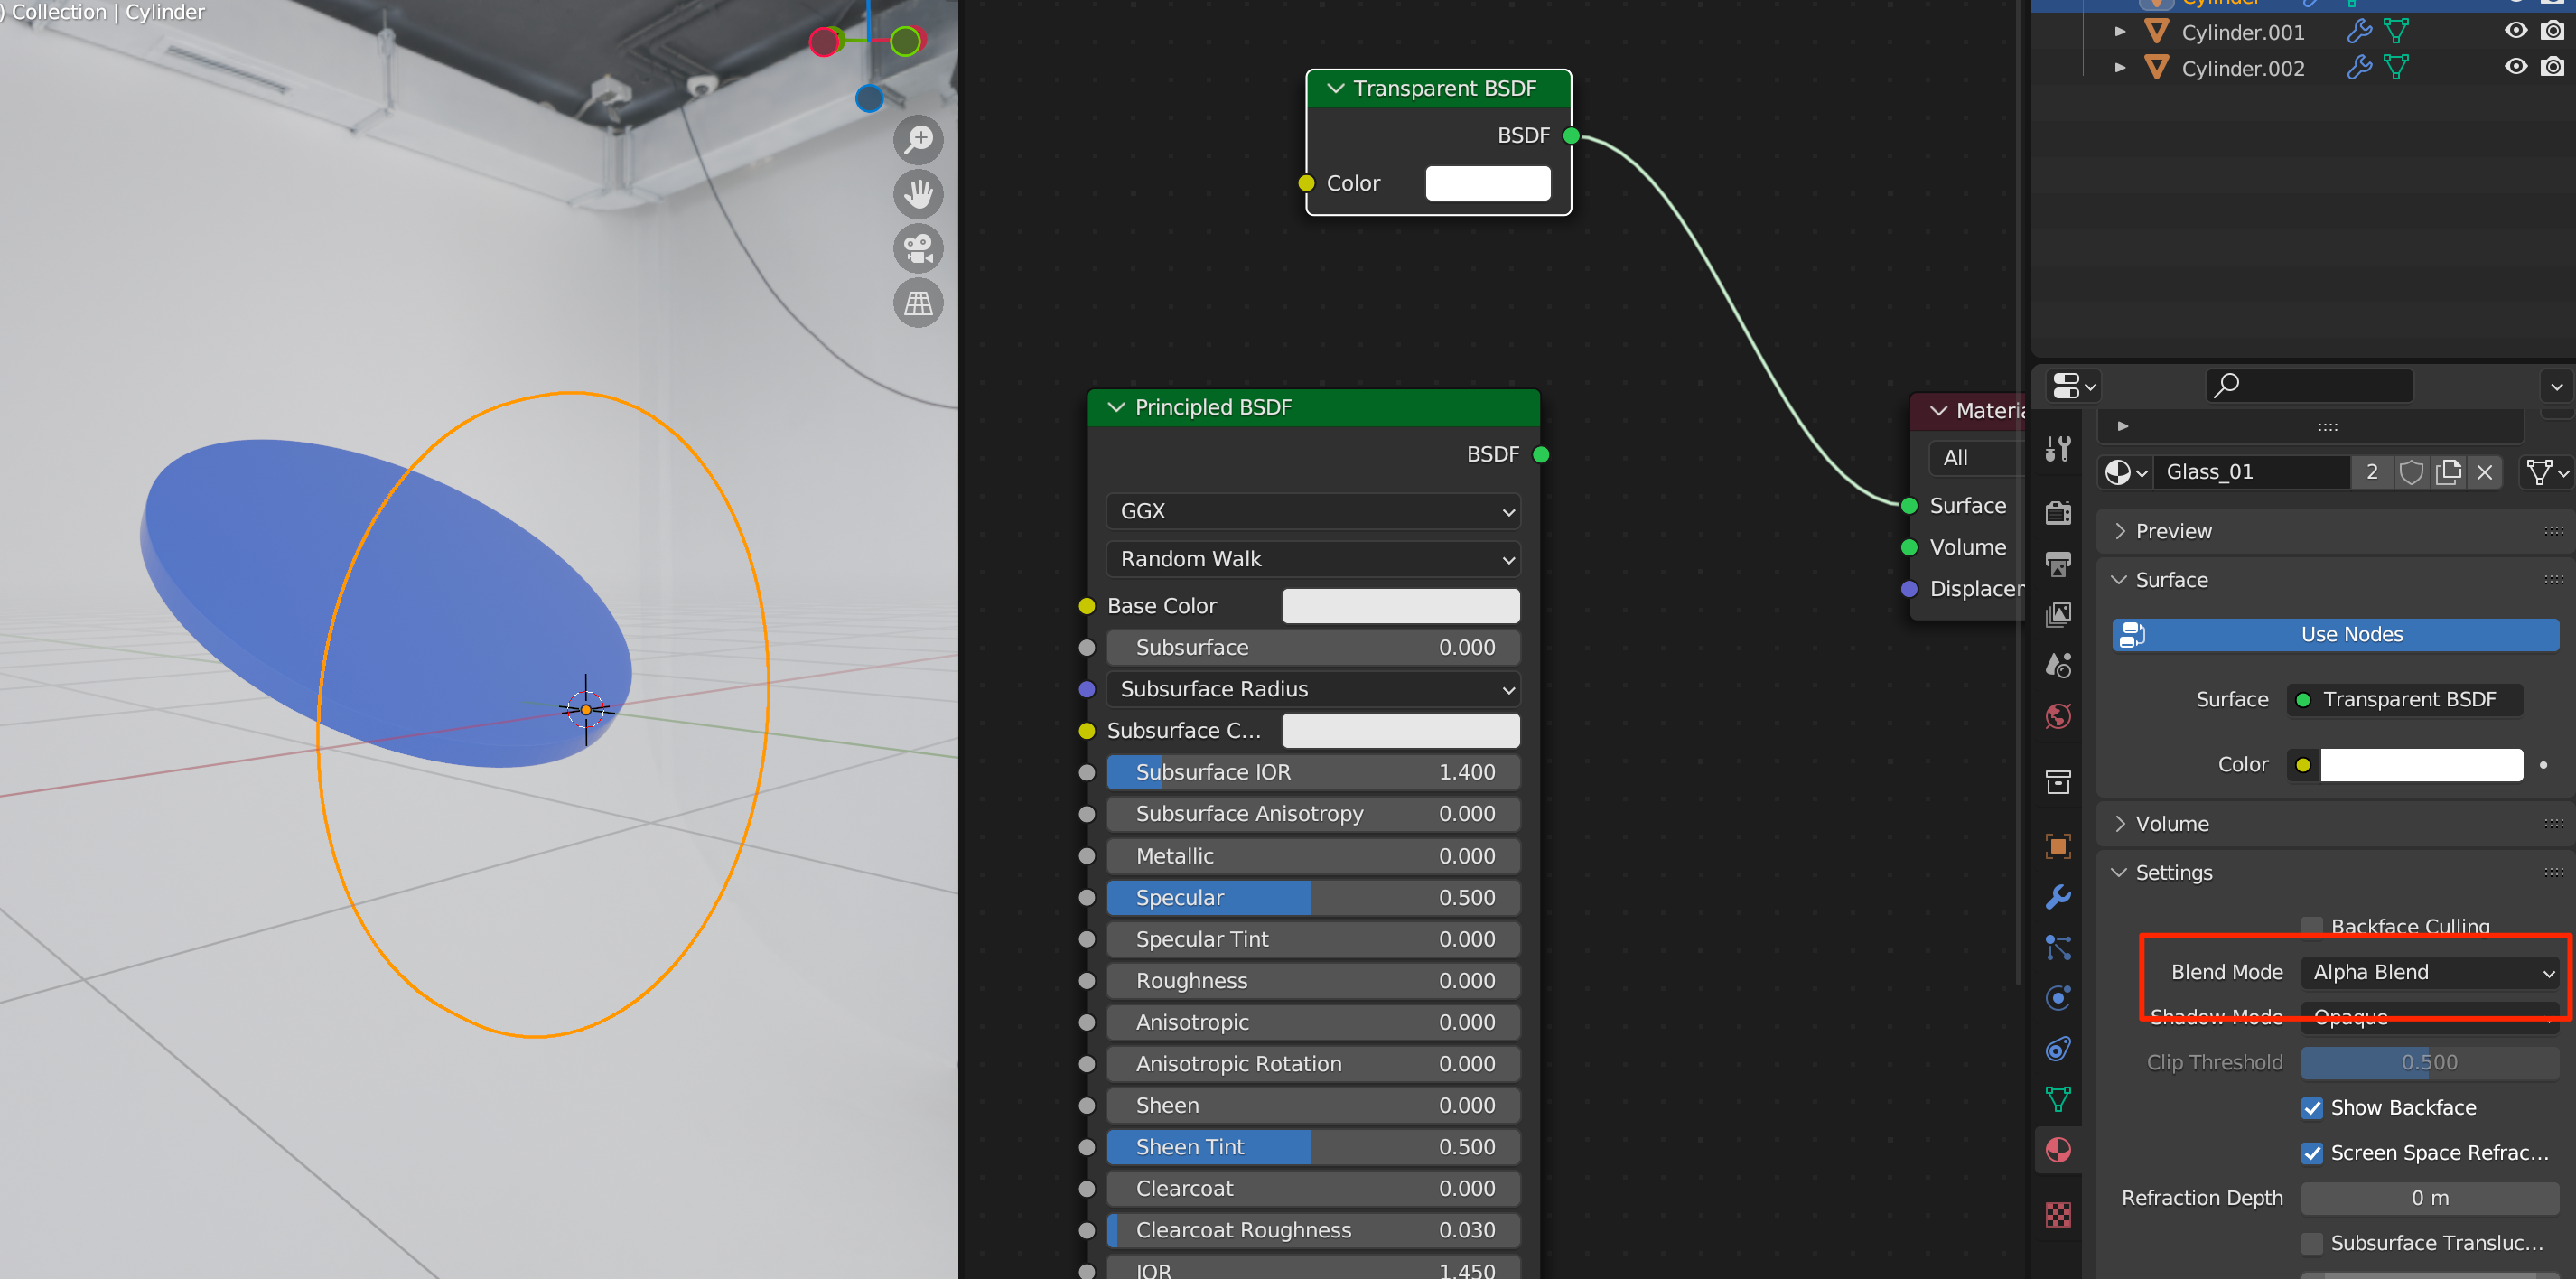 ) Collection | Cylinder
Transparent BSDF
BSDF
Color
Principled BSDF
BSDF
GGX
Random Walk
Base Color
Subsurface 0.000
Subsurface Radius
Subsurface C...
Subsurface IOR 1.400
Subsurface Anisotropy 0.000
Metallic 0.000
Specular 0.500
Specular Tint 0.000
Roughness 0.000
Anisotropic 0.000
Anisotropic Rotation 0.000
Sheen 0.000
Sheen Tint 0.500
Clearcoat 0.000
Clearcoat Roughness 0.030
IOR 1.450
Materia
All
Surface
Volume
Displacer
Cylinder
Cylinder.001
Cylinder.002
Glass_01 2
Preview
Surface
Use Nodes
Surface Transparent BSDF
Color
Volume
Settings
Backface Culling
Blend Mode Alpha Blend
Shadow Mode Opaque
Clip Threshold 0.500
Show Backface
Screen Space Refrac...
Refraction Depth 0 m
Subsurface Transluc...